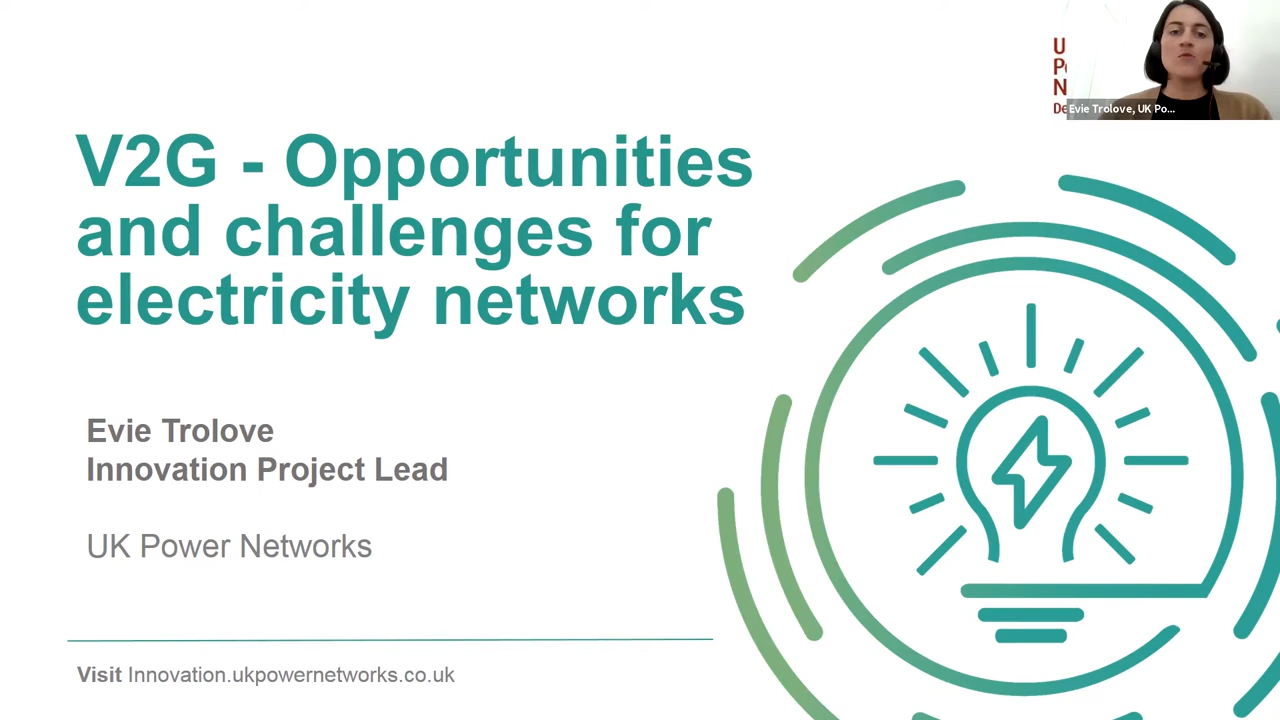 V2G - Opportunities
and challenges for
electricity networks
Evie Trolove
Innovation Project Lead
UK Power Networks
Visit Innovation.ukpowernetworks.co.uk
U
N
Evie Trolove, UK Po...